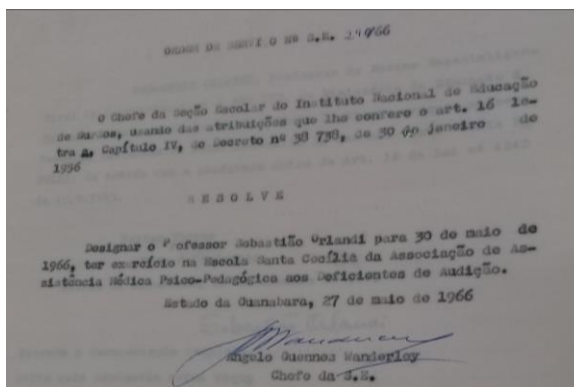 ORDEM DE SERVIÇO Nº S.E. 29/66
O Chefe da Seção Escolar do Instituto Nacional de Educação
de Surdos, usando das atribuições que lhe confere o art. 16 le-
tra A, Capítulo IV, do Decreto nº 38 738, de 30 de janeiro de
1956
R E S O L V E
Designar o Professor Sebastião Orlandi para 30 de maio de
1966, ter exercício na Escola Santa Cecília da Associação de As-
sistência Médica Psico-Pedagógica aos Deficientes de Audição.
Estado da Guanabara, 27 de maio de 1966
Angelo Guennes Wanderley
Chefe da S.E.